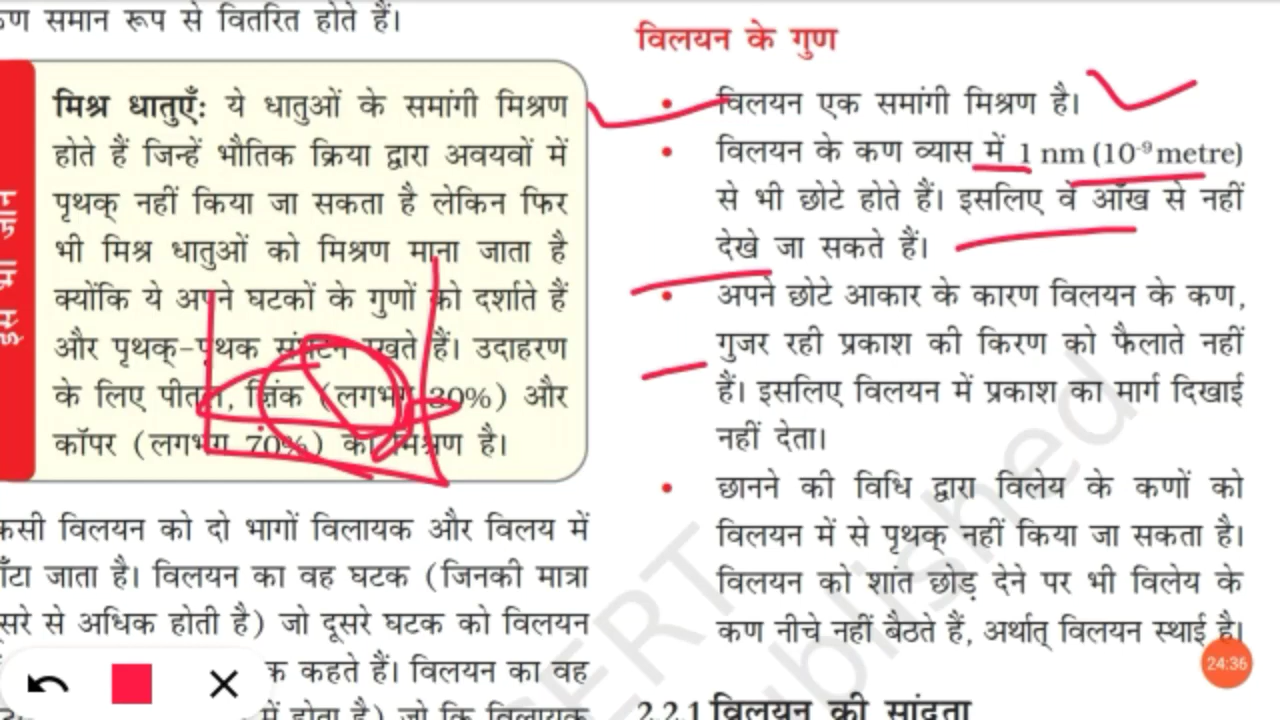 कण समान रूप से वितरित होते हैं।
मिश्र धातुएँ: ये धातुओं के समांगी मिश्रण
होते हैं जिन्हें भौतिक क्रिया द्वारा अवयवों में
पृथक् नहीं किया जा सकता है लेकिन फिर
भी मिश्र धातुओं को मिश्रण माना जाता है
क्योंकि ये अपने घटकों के गुणों को दर्शाते हैं
और पृथक्-पृथक संघटन रखते हैं। उदाहरण
के लिए पीतल, ज़िंक (लगभग 30%) और
कॉपर (लगभग 70%) का मिश्रण है।
किसी विलयन को दो भागों विलायक और विलय में
बाँटा जाता है। विलयन का वह घटक (जिनकी मात्रा
दूसरे से अधिक होती है) जो दूसरे घटक को विलयन
क कहते हैं। विलयन का वह
में होता है) जो कि विलायक
विलयन के गुण
• विलयन एक समांगी मिश्रण है।
• विलयन के कण व्यास में 1 nm (10⁻⁹ metre)
से भी छोटे होते हैं। इसलिए वे आँख से नहीं
देखे जा सकते हैं।
• अपने छोटे आकार के कारण विलयन के कण,
गुजर रही प्रकाश की किरण को फैलाते नहीं
हैं। इसलिए विलयन में प्रकाश का मार्ग दिखाई
नहीं देता।
• छानने की विधि द्वारा विलेय के कणों को
विलयन में से पृथक् नहीं किया जा सकता है।
विलयन को शांत छोड़ देने पर भी विलेय के
कण नीचे नहीं बैठते हैं, अर्थात् विलयन स्थाई है।
24:36
2.2.1 विलयन की सांद्रता